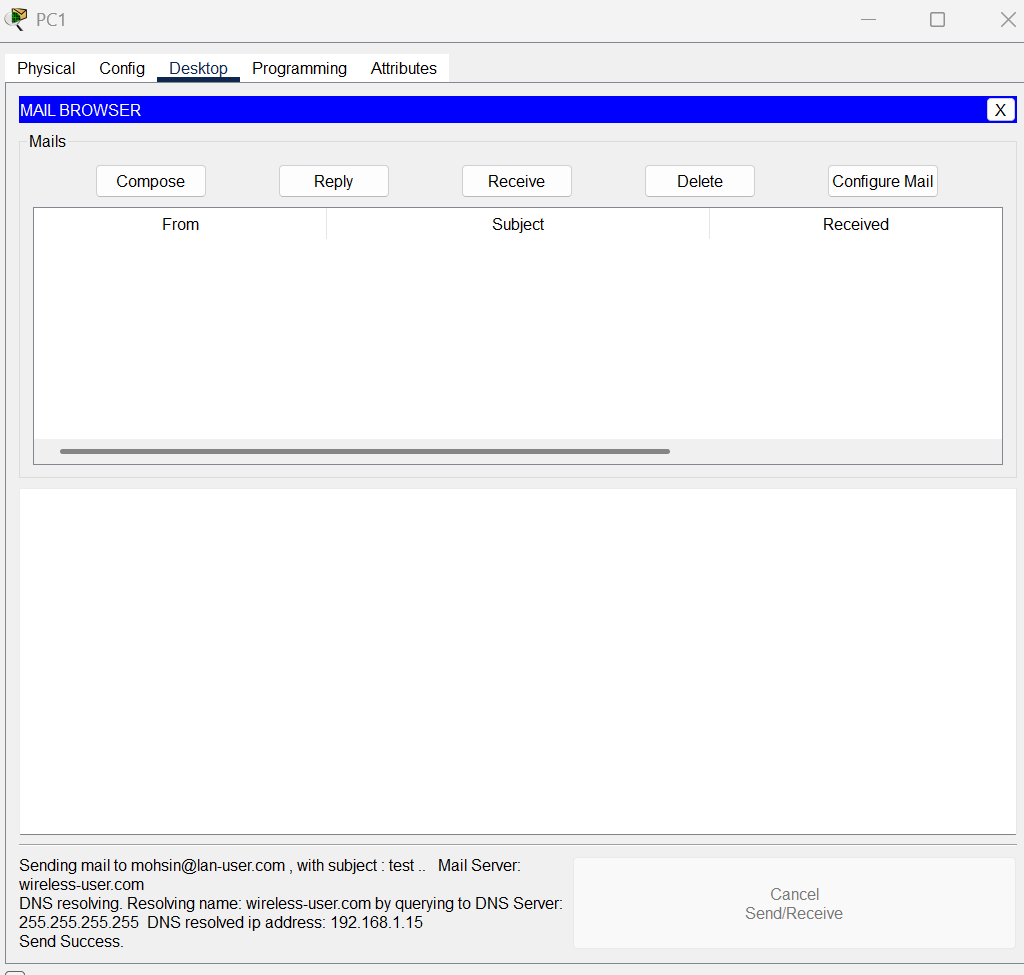 PC1
Physical Config Desktop Programming Attributes
MAIL BROWSER X
Mails
Compose Reply Receive Delete Configure Mail
From Subject Received
Sending mail to mohsin@lan-user.com , with subject : test .. Mail Server:
wireless-user.com
DNS resolving. Resolving name: wireless-user.com by querying to DNS Server:
255.255.255.255 DNS resolved ip address: 192.168.1.15
Send Success.
Cancel
Send/Receive